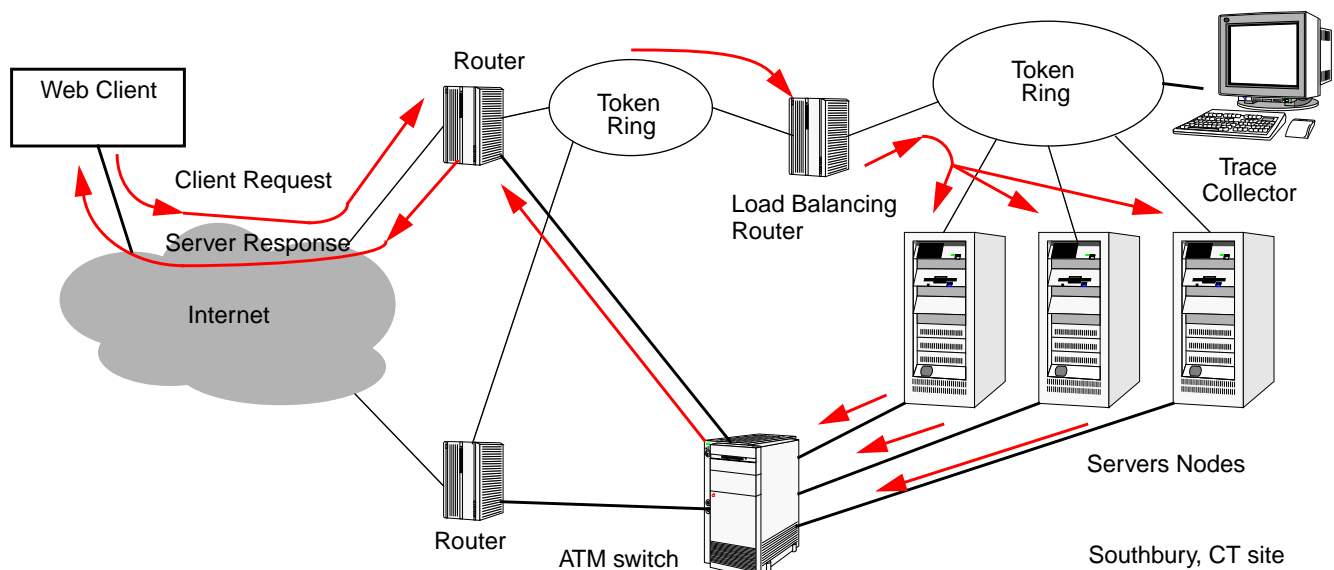 Router
Web Client
Token
Ring
Token
Ring
Client Request
Trace
Collector
Load Balancing
Router
Server Response
Internet
Servers Nodes
Router
ATM switch
Southbury, CT site